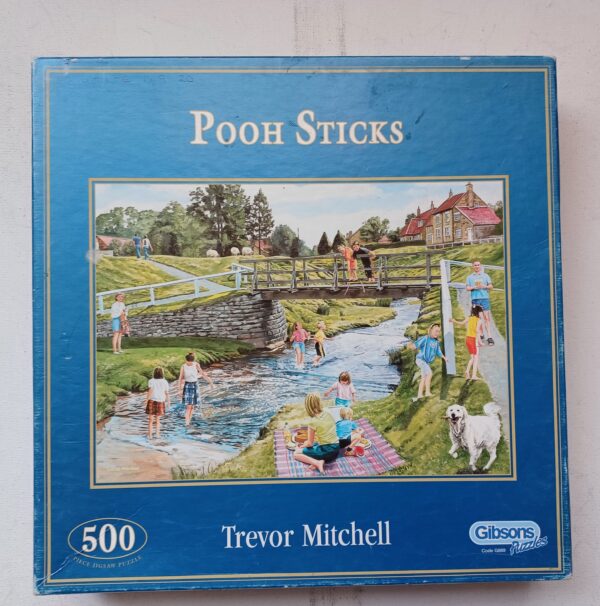 POOH STICKS
500
PIECE JIGSAW PUZZLE
Trevor Mitchell
Gibsons
Puzzles